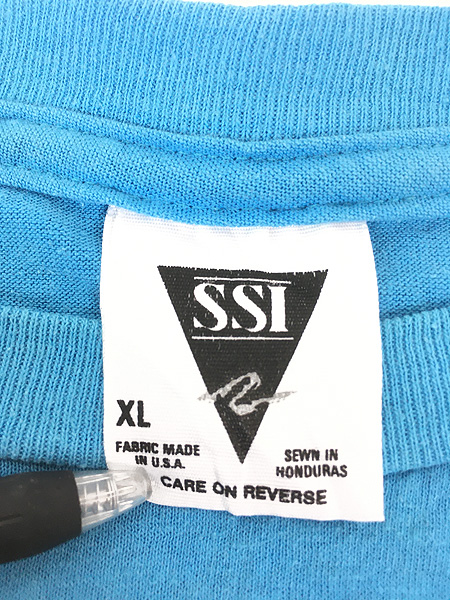 SSI
XL
FABRIC MADE
IN U.S.A.
SEWN IN
HONDURAS
CARE ON REVERSE